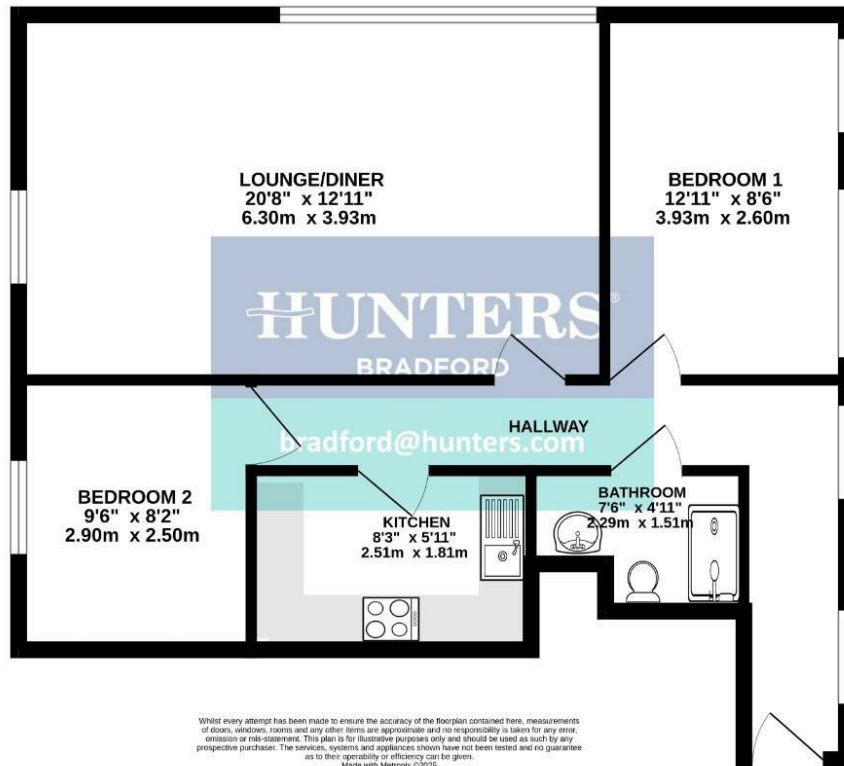 LOUNGE/DINER
20'8" x 12'11"
6.30m x 3.93m
BEDROOM 1
12'11" x 8'6"
3.93m x 2.60m
HUNTERS®
BRADFORD
HALLWAY
bradford@hunters.com
BEDROOM 2
9'6" x 8'2"
2.90m x 2.50m
KITCHEN
8'3" x 5'11"
2.51m x 1.81m
BATHROOM
7'6" x 4'11"
2.29m x 1.51m
Whilst every attempt has been made to ensure the accuracy of the floorplan contained here, measurements
of doors, windows, rooms and any other items are approximate and no responsibility is taken for any error,
omission or mis-statement. This plan is for illustrative purposes only and should be used as such by any
prospective purchaser. The services, systems and appliances shown have not been tested and no guarantee
as to their operability or efficiency can be given.
Made with Metropix ©2025